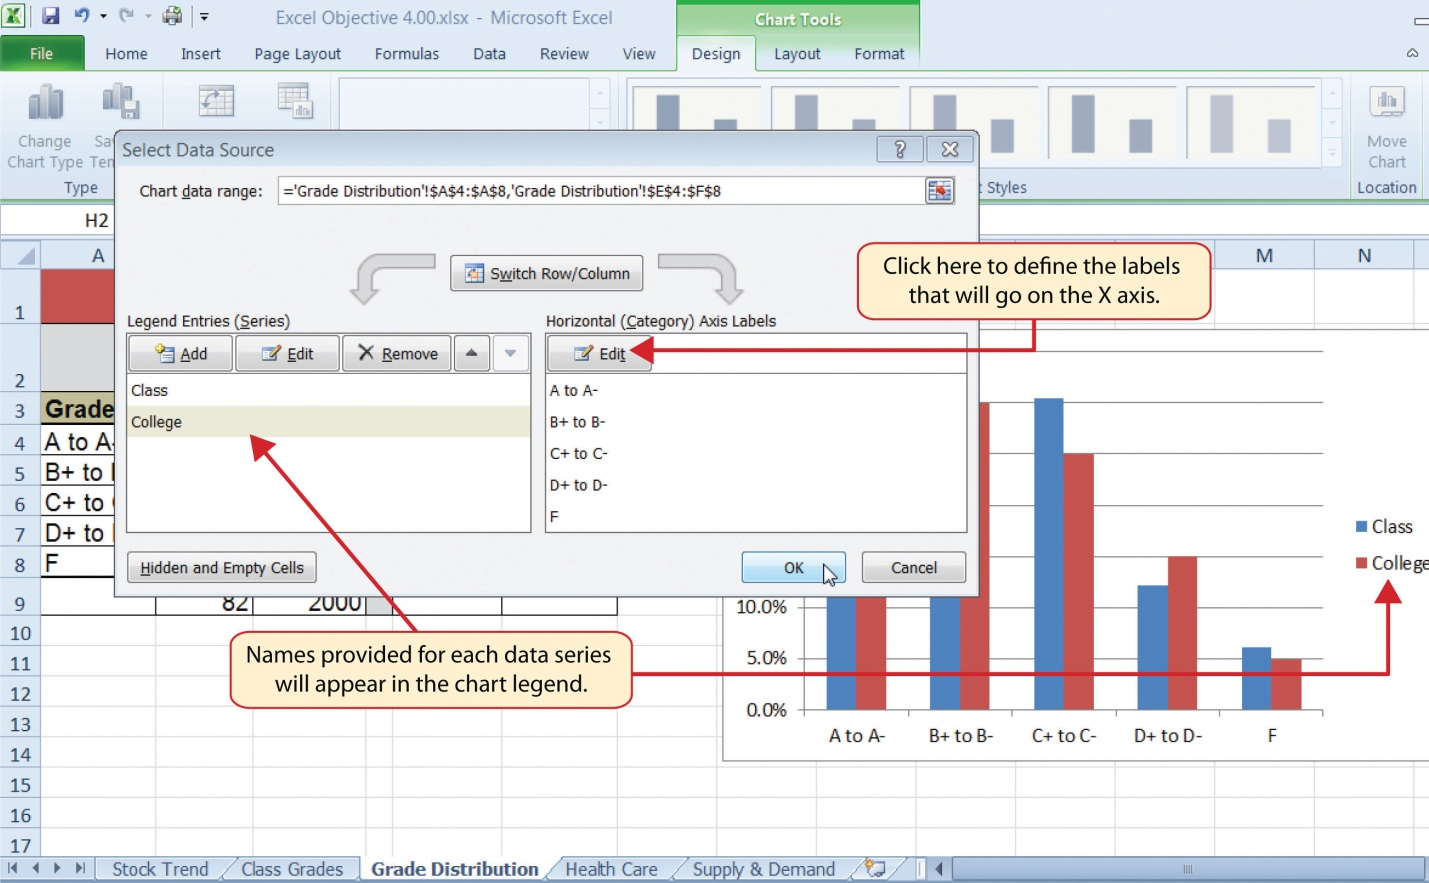 Excel Objective 4.00.xlsx - Microsoft Excel
Chart Tools
File Home Insert Page Layout Formulas Data Review View Design Layout Format
Change
Chart Type
Type
Styles
Move
Chart
Location
Select Data Source
Chart data range: ='Grade Distribution'!$A$4:$A$8,'Grade Distribution'!$E$4:$F$8
H2
Switch Row/Column
Click here to define the labels
that will go on the X axis.
A M N
Legend Entries (Series)
Add Edit Remove
Class
College
Horizontal (Category) Axis Labels
Edit
A to A-
B+ to B-
C+ to C-
D+ to D-
F
Hidden and Empty Cells
OK Cancel
1
2
3 Grade
4 A to A-
5 B+ to
6 C+ to
7 D+ to
8 F
9 82 2000
10
11
12
13
14
15
16
17
Names provided for each data series
will appear in the chart legend.
Class
College
10.0%
5.0%
0.0%
A to A- B+ to B- C+ to C- D+ to D- F
Stock Trend Class Grades Grade Distribution Health Care Supply & Demand